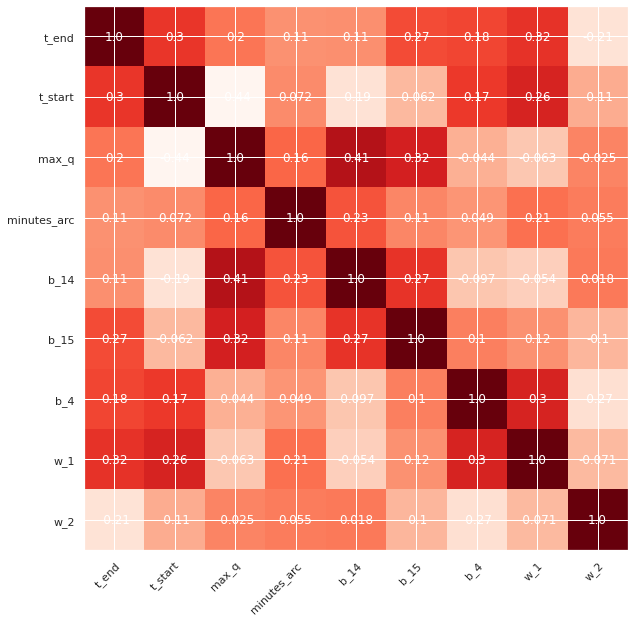 t_end 1.0 0.3 0.2 0.11 0.11 0.27 0.18 0.32 -0.21
t_start 0.3 1.0 0.072 -0.19 -0.062 0.17 0.26 -0.11
max_q 0.2 1.0 0.16 0.41 0.32 -0.044 -0.063 -0.025
minutes_arc 0.11 0.072 0.16 1.0 0.23 0.11 0.049 0.21 0.055
b_14 0.11 -0.19 0.41 0.23 1.0 0.27 -0.097 -0.054 0.018
b_15 0.27 -0.062 0.32 0.11 0.27 1.0 0.1 0.12 -0.1
b_4 0.18 0.17 -0.044 0.049 -0.097 0.1 1.0 0.3 -0.27
w_1 0.32 0.26 -0.063 0.21 -0.054 0.12 0.3 1.0 -0.071
w_2 -0.21 -0.11 -0.025 0.055 0.018 -0.1 -0.27 -0.071 1.0
t_end t_start max_q minutes_arc b_14 b_15 b_4 w_1 w_2